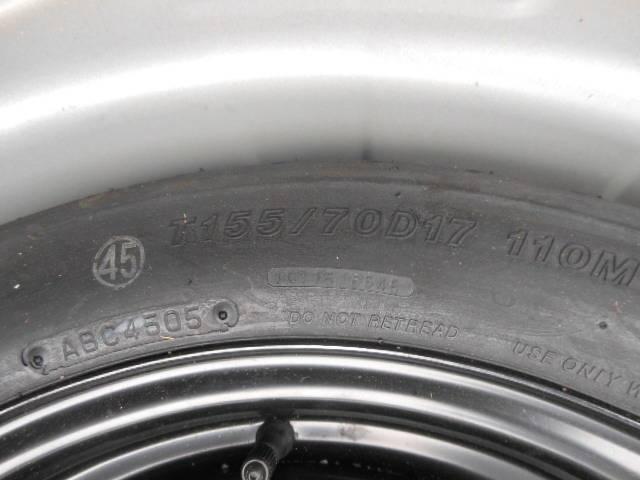 T155/70D17 110M
45
ABC4505
DO NOT RETREAD
USE ONLY